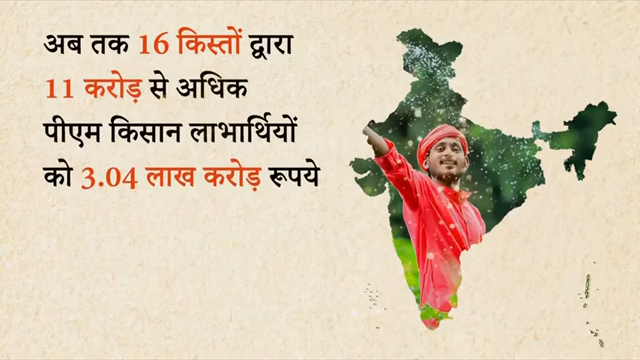 अब तक 16 किस्तों द्वारा
11 करोड़ से अधिक
पीएम किसान लाभार्थियों
को 3.04 लाख करोड़ रूपये